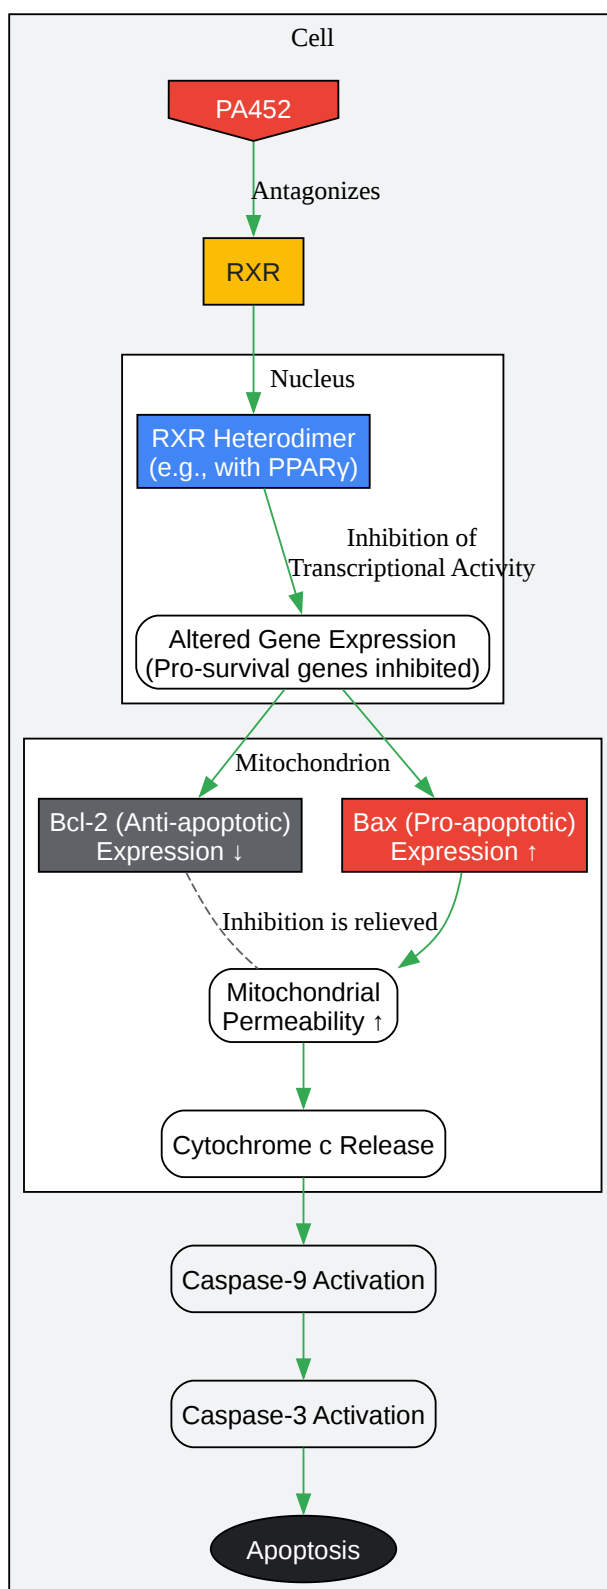 Cell
PA452
Antagonizes
RXR
Nucleus
RXR Heterodimer
(e.g., with PPARγ)
Inhibition of
Transcriptional Activity
Altered Gene Expression
(Pro-survival genes inhibited)
Mitochondrion
Bcl-2 (Anti-apoptotic)
Expression ↓
Bax (Pro-apoptotic)
Expression ↑
Inhibition is relieved
Mitochondrial
Permeability ↑
Cytochrome c Release
Caspase-9 Activation
Caspase-3 Activation
Apoptosis